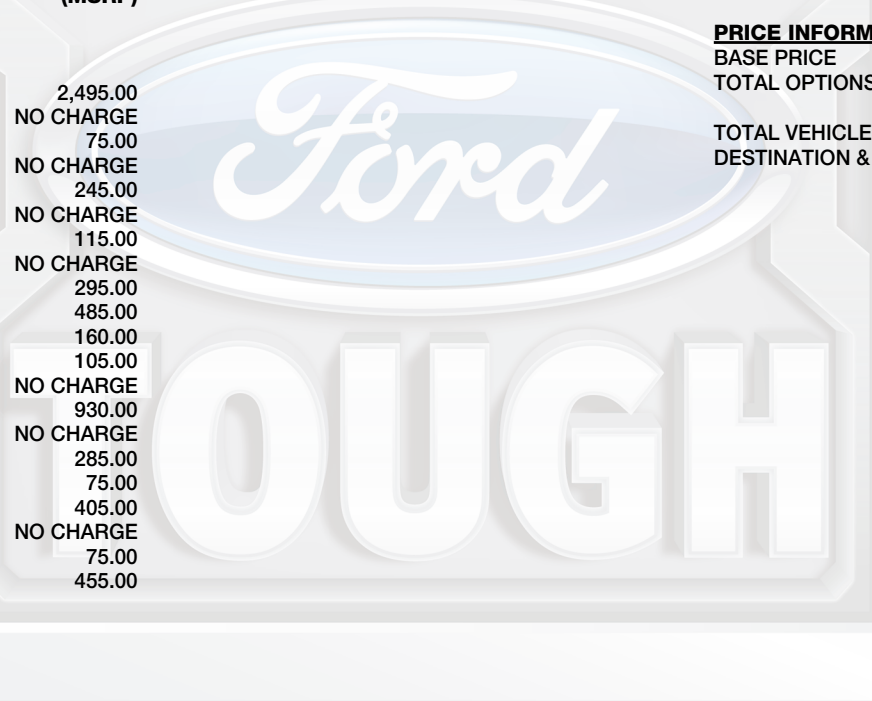 (MSRP)
2,495.00
NO CHARGE
75.00
NO CHARGE
245.00
NO CHARGE
115.00
NO CHARGE
295.00
485.00
160.00
105.00
NO CHARGE
930.00
NO CHARGE
285.00
75.00
405.00
NO CHARGE
75.00
455.00
PRICE INFORM
BASE PRICE
TOTAL OPTIONS
TOTAL VEHICLE
DESTINATION &
Ford
TOUGH